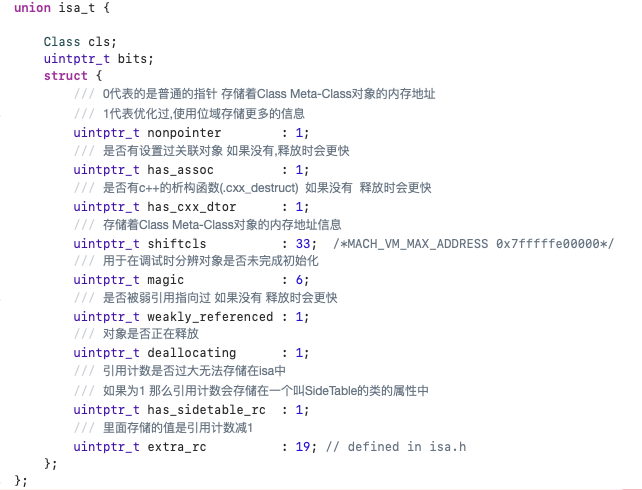 union isa_t {
Class cls;
uintptr_t bits;
struct {
/// 0代表的是普通的指针 存储着Class Meta-Class对象的内存地址
/// 1代表优化过,使用位域存储更多的信息
uintptr_t nonpointer : 1;
/// 是否有设置过关联对象 如果没有,释放时会更快
uintptr_t has_assoc : 1;
/// 是否有c++的析构函数(.cxx_destruct) 如果没有 释放时会更快
uintptr_t has_cxx_dtor : 1;
/// 存储着Class Meta-Class对象的内存地址信息
uintptr_t shiftcls : 33; /*MACH_VM_MAX_ADDRESS 0x7fffffe00000*/
/// 用于在调试时分辨对象是否未完成初始化
uintptr_t magic : 6;
/// 是否被弱引用指向过 如果没有 释放时会更快
uintptr_t weakly_referenced : 1;
/// 对象是否正在释放
uintptr_t deallocating : 1;
/// 引用计数是否过大无法存储在isa中
/// 如果为1 那么引用计数会存储在一个叫SideTable的类的属性中
uintptr_t has_sidetable_rc : 1;
/// 里面存储的值是引用计数减1
uintptr_t extra_rc : 19; // defined in isa.h
};
};